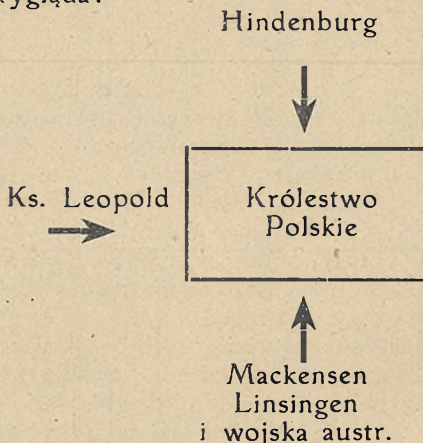 Hindenburg
Ks. Leopold
Królestwo
Polskie
Mackensen
Linsingen
i wojska austr.